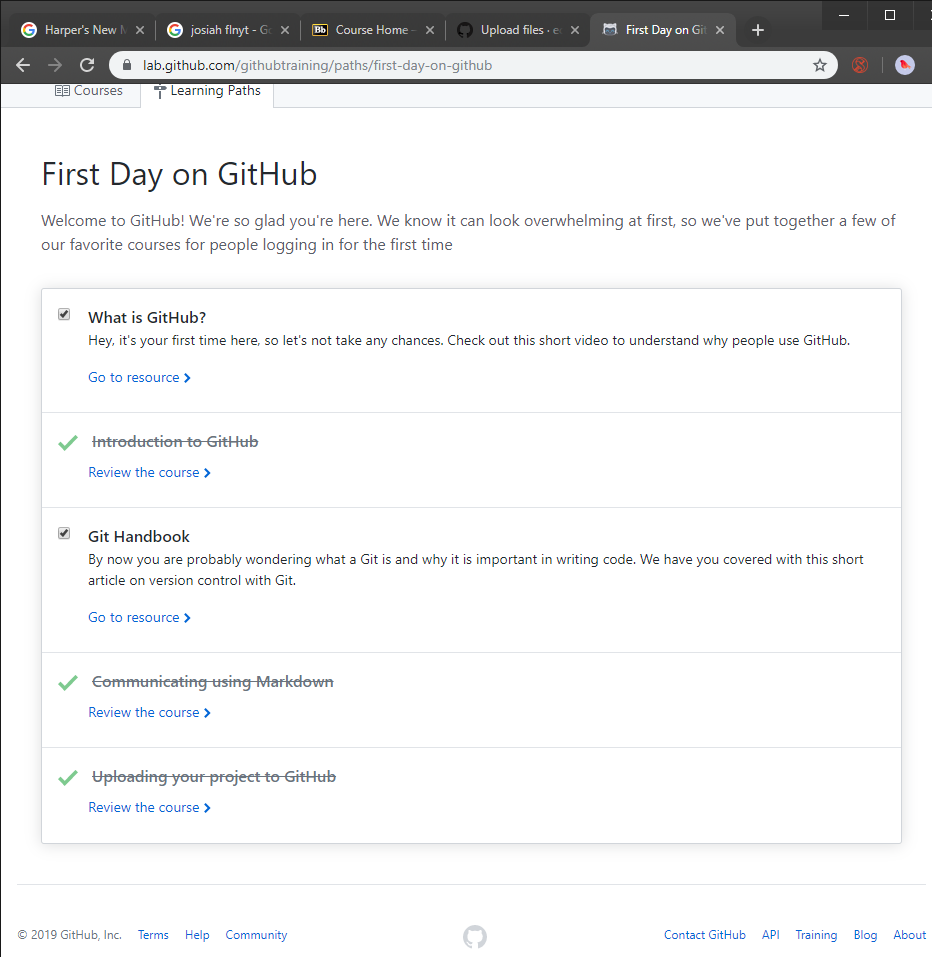 Harper's New M
josiah flnyt - Go
Bb Course Home -
Upload files · e
First Day on Git
lab.github.com/githubtraining/paths/first-day-on-github
Courses
Learning Paths
First Day on GitHub
Welcome to GitHub! We're so glad you're here. We know it can look overwhelming at first, so we've put together a few of
our favorite courses for people logging in for the first time
What is GitHub?
Hey, it's your first time here, so let's not take any chances. Check out this short video to understand why people use GitHub.
Go to resource
Introduction to GitHub
Review the course
Git Handbook
By now you are probably wondering what a Git is and why it is important in writing code. We have you covered with this short
article on version control with Git.
Go to resource
Communicating using Markdown
Review the course
Uploading your project to GitHub
Review the course
© 2019 GitHub, Inc. Terms Help Community Contact GitHub API Training Blog About